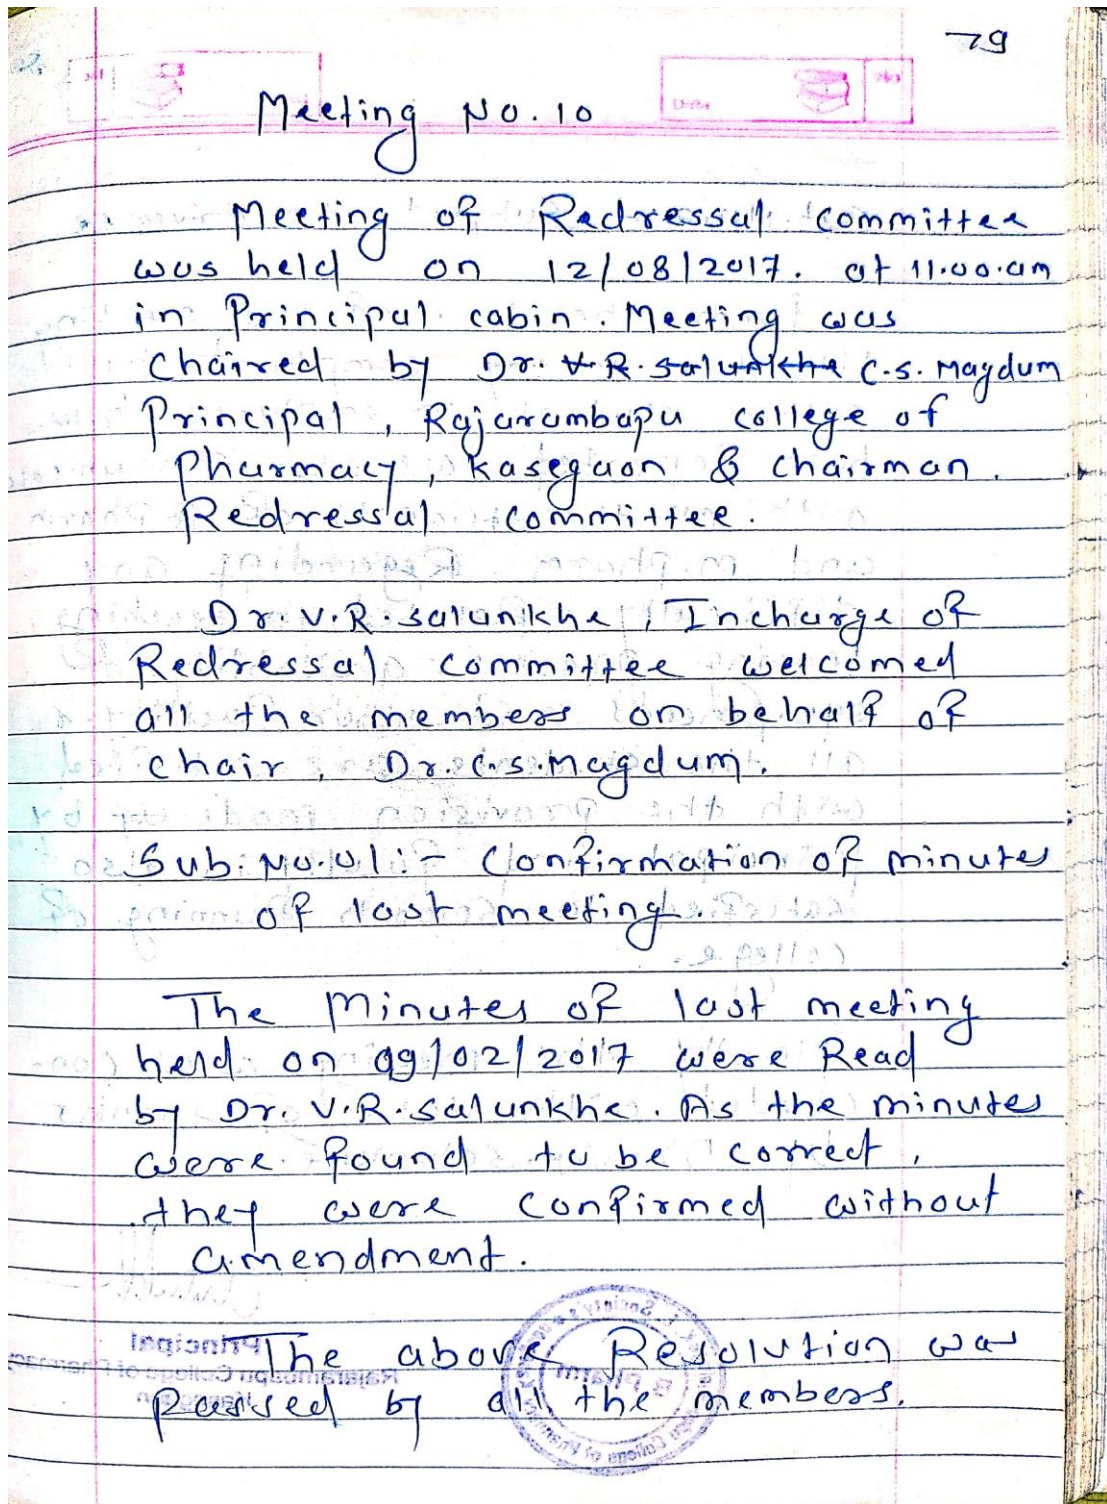 79
Meeting No. 10
Meeting of Redressal committee
was held on 12/08/2017. at 11.00.am
in Principal cabin. Meeting was
Chaired by Dr. V.R. Salunkhe C.S. Magdum
Principal, Rajarambapu college of
Pharmacy, Kasegaon & Chairman.
Redressal committee.
Dr. V.R. Salunkhe, Incharge of
Redressal committee welcomed
all the members on behalf of
chair, Dr. C.S. Magdum.
Sub. No. 01:- Confirmation of minutes
of last meeting.
The Minutes of last meeting
held on 09/02/2017 were Read
by Dr. V.R. Salunkhe. As the minutes
were found to be correct,
they were confirmed without
amendment.
The above Resolution was
passed by all the members.